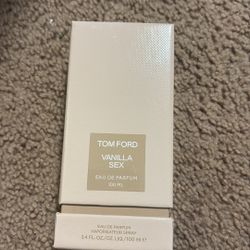 TOM FORD
VANILLA
SEX
EAU DE PARFUM
100 ML
EAU DE PARFUM
VAPORISATEUR SPRAY
3.4 FL.OZ./OZ.LIQ./100 ml ℮